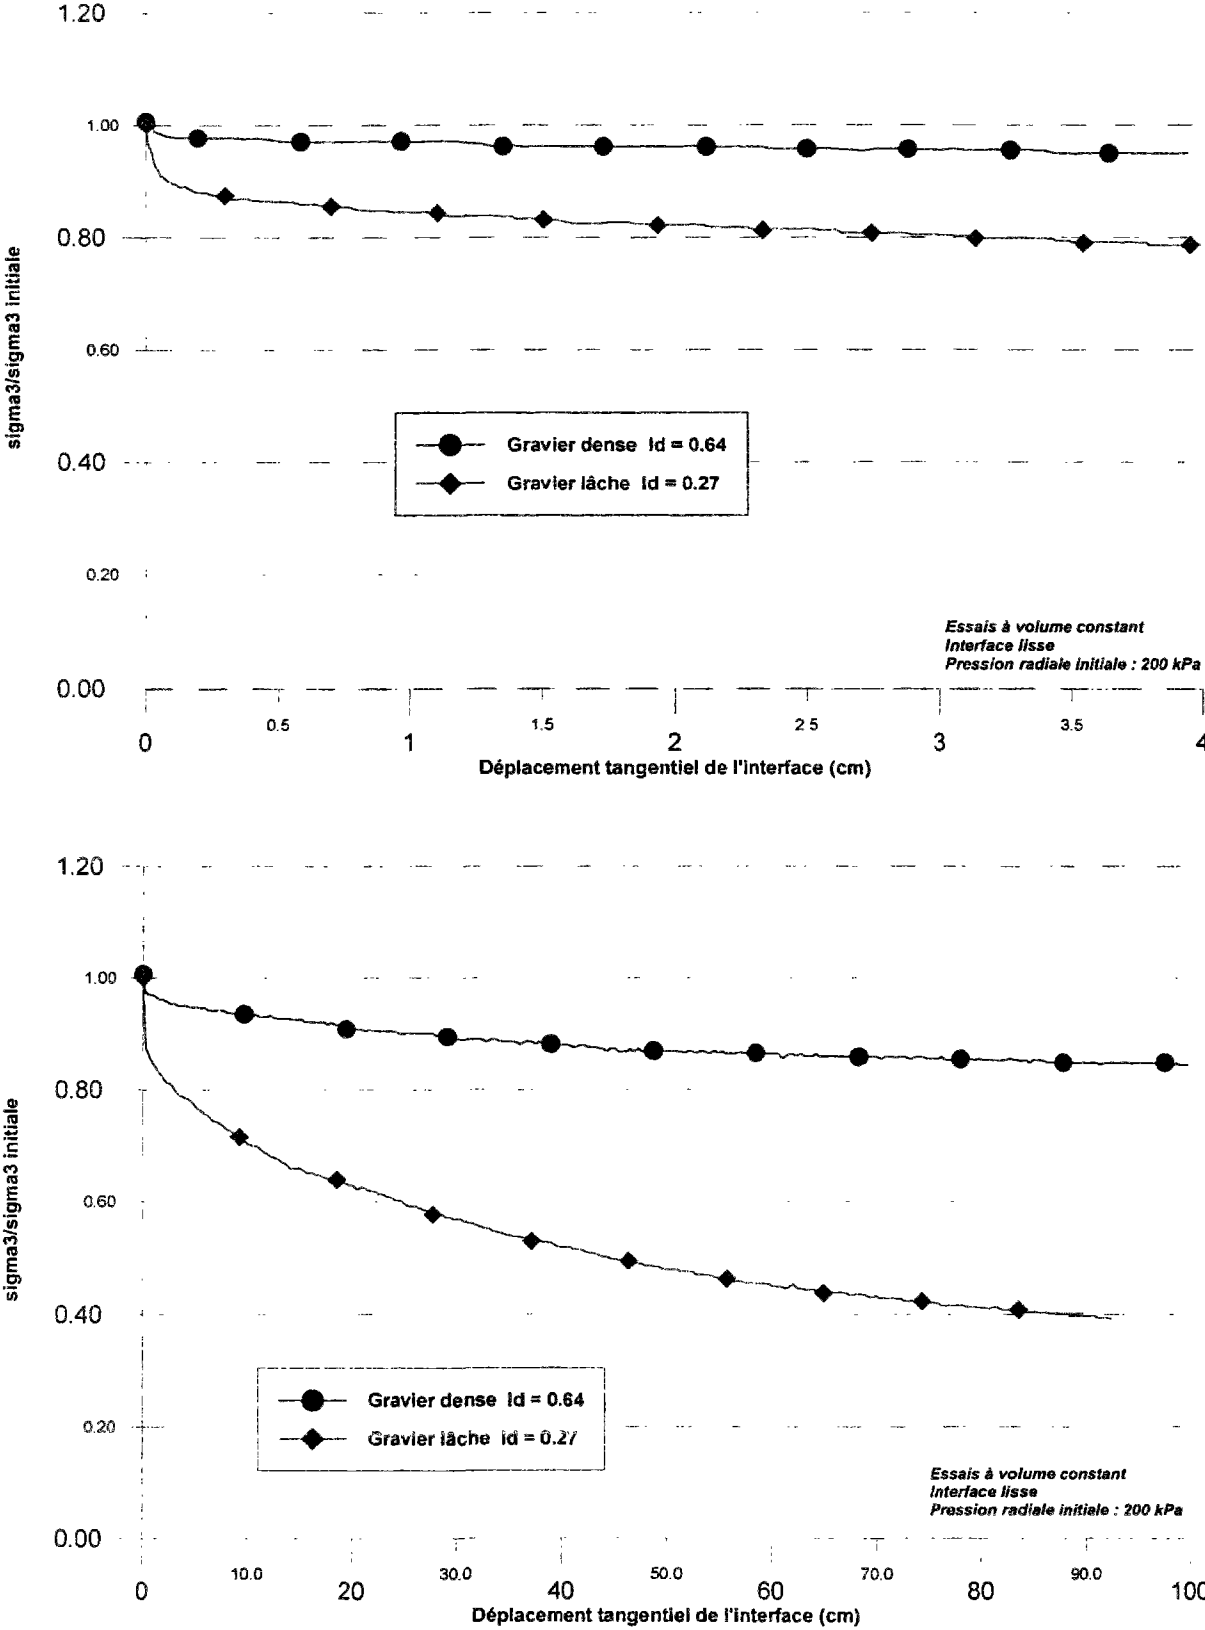 1.20
1.00
0.80
0.60
0.40
0.20
0.00
sigma3/sigma3 initiale
Gravier dense Id = 0.64
Gravier lâche Id = 0.27
Essais à volume constant
Interface lisse
Pression radiale initiale : 200 kPa
0 0.5 1 1.5 2 2.5 3 3.5 4
Déplacement tangentiel de l'interface (cm)
1.20
1.00
0.80
0.60
0.40
0.20
0.00
sigma3/sigma3 initiale
Gravier dense Id = 0.64
Gravier lâche Id = 0.27
Essais à volume constant
Interface lisse
Pression radiale initiale : 200 kPa
0 10.0 20 30.0 40 50.0 60 70.0 80 90.0 100
Déplacement tangentiel de l'interface (cm)